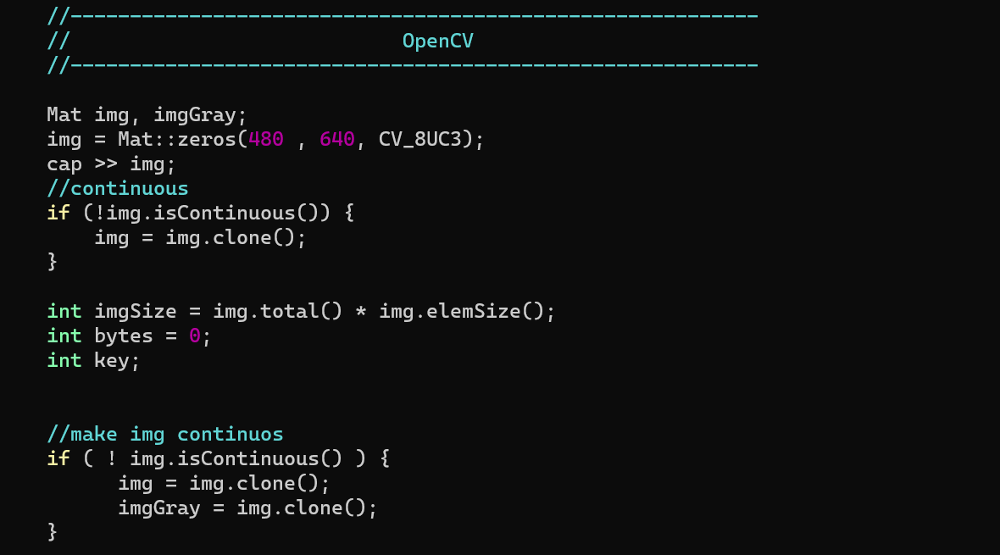 //----------------------------------------------------------
//                            OpenCV
//----------------------------------------------------------
Mat img, imgGray;
img = Mat::zeros(480 , 640, CV_8UC3);
cap >> img;
//continuous
if (!img.isContinuous()) {
    img = img.clone();
}
int imgSize = img.total() * img.elemSize();
int bytes = 0;
int key;
//make img continuos
if ( ! img.isContinuous() ) {
      img = img.clone();
      imgGray = img.clone();
}